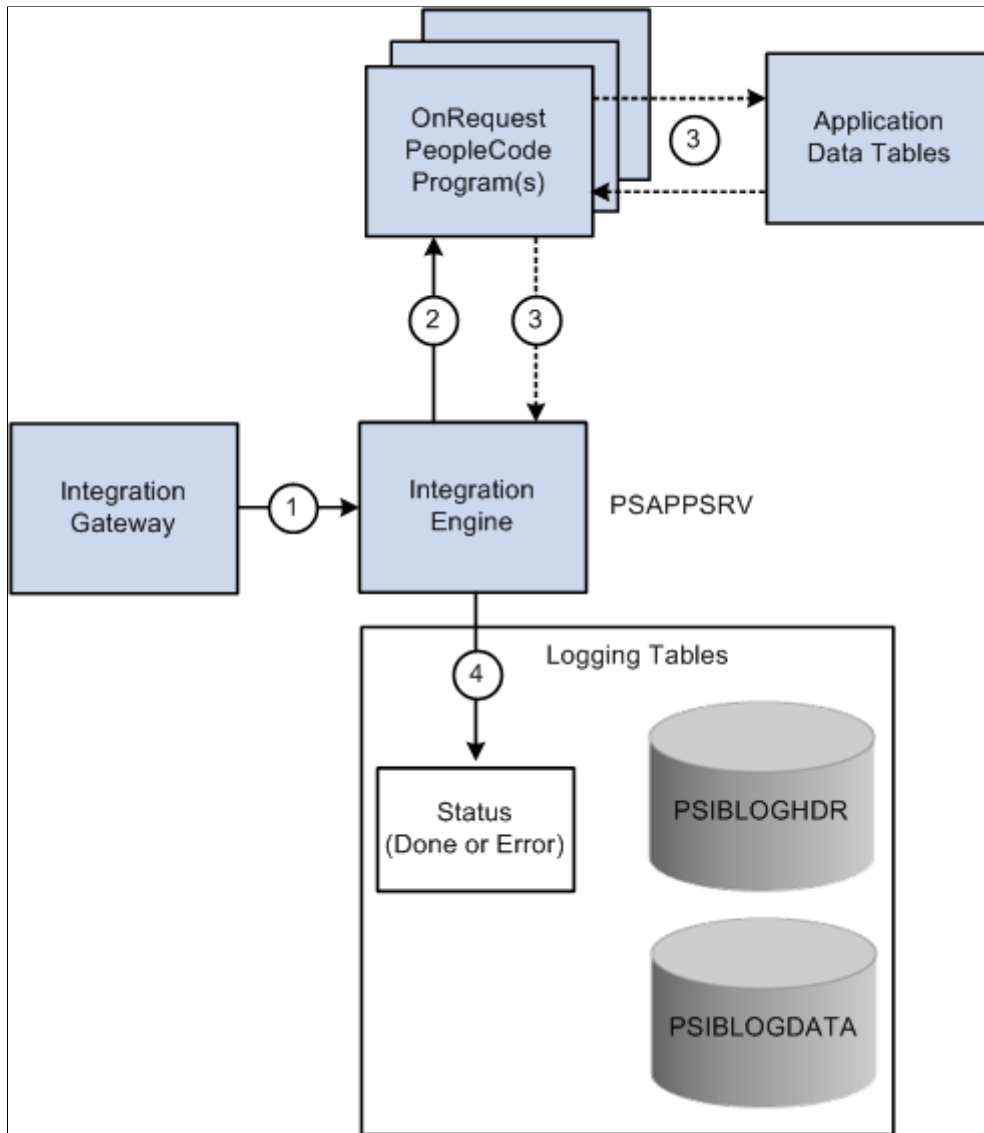 OnRequest
PeopleCode
Program(s)
3
Application
Data Tables
2
3
Integration
Gateway
1
Integration
Engine
PSAPPSRV
Logging Tables
4
Status
(Done or Error)
PSIBLOGHDR
PSIBLOGDATA